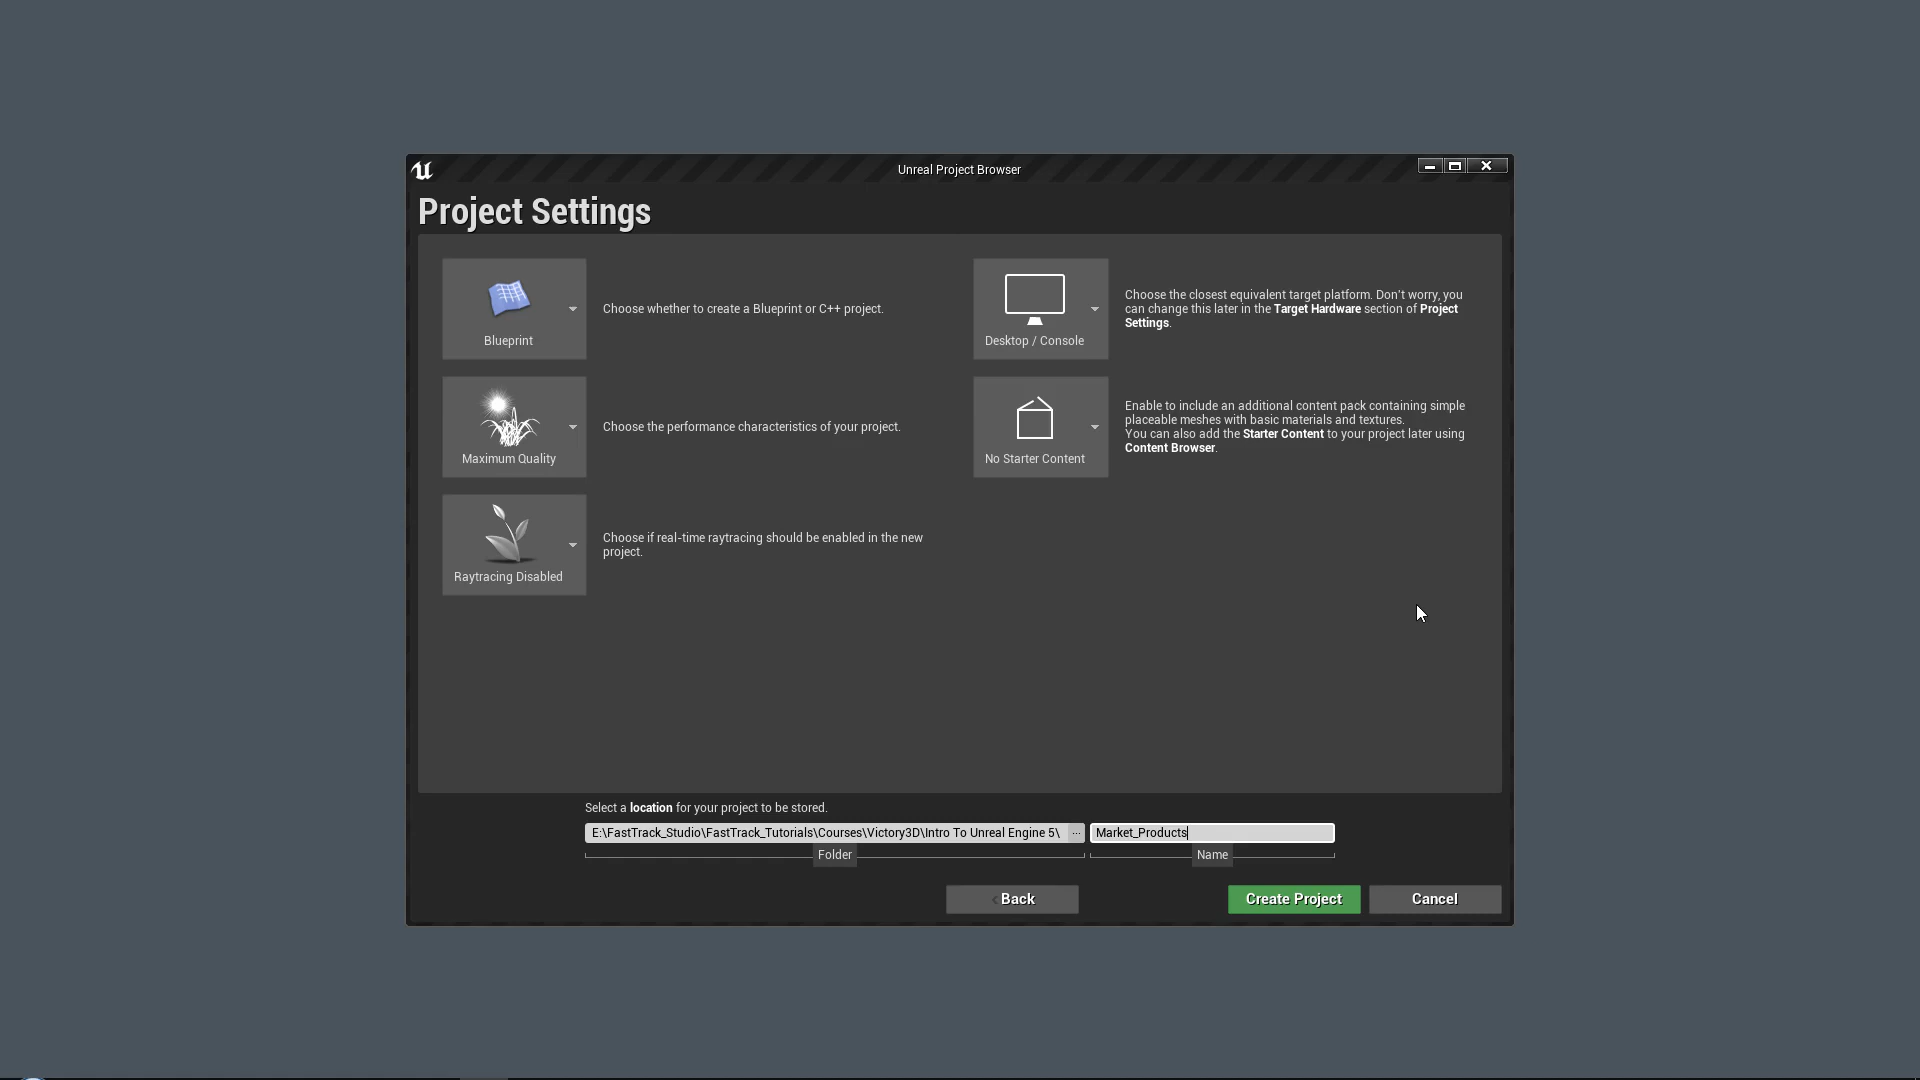 Unreal Project Browser
Project Settings
Blueprint
Choose whether to create a Blueprint or C++ project.
Desktop / Console
Choose the closest equivalent target platform. Don't worry, you
can change this later in the Target Hardware section of Project
Settings.
Maximum Quality
Choose the performance characteristics of your project.
No Starter Content
Enable to include an additional content pack containing simple
placeable meshes with basic materials and textures.
You can also add the Starter Content to your project later using
Content Browser.
Raytracing Disabled
Choose if real-time raytracing should be enabled in the new
project.
Select a location for your project to be stored.
E:\FastTrack_Studio\FastTrack_Tutorials\Courses\Victory3D\Intro To Unreal Engine 5\ ...
Market_Products
Folder
Name
Back
Create Project
Cancel